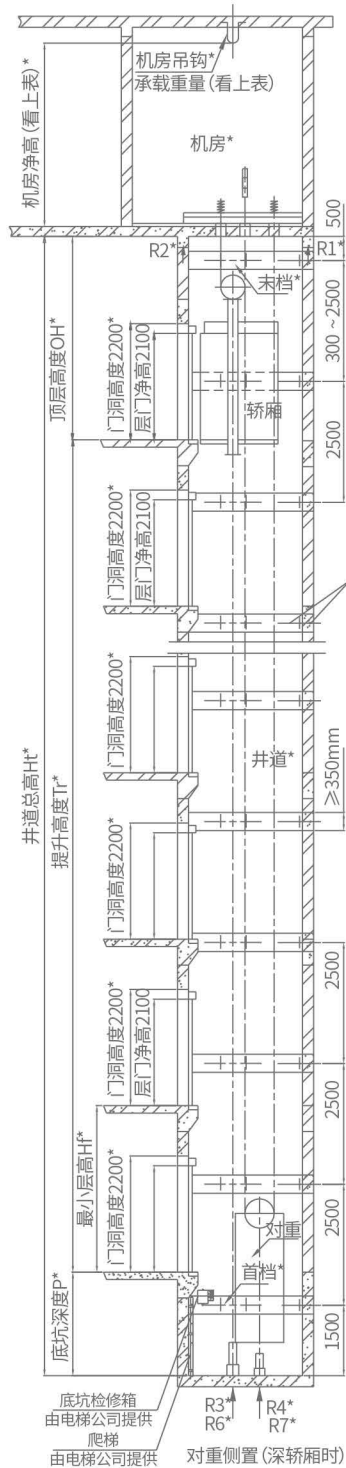 机房吊钩*
承载重量(看上表)
机房净高(看上表)*
机房*
500
R2*
R1*
末档*
300~2500
顶层高度OH*
门洞高度2200*
层门净高2100
轿厢
2500
门洞高度2200*
层门净高2100
门洞高度2200*
井道*
≥350mm
井道总高Ht*
提升高度Tr*
门洞高度2200*
2500
门洞高度2200*
层门净高2100
2500
最小层高Hf*
门洞高度2200*
2500
对重
首档*
底坑深度P*
1500
底坑检修箱
由电梯公司提供
爬梯
由电梯公司提供
R3*
R6*
R4*
R7*
对重侧置(深轿厢时)